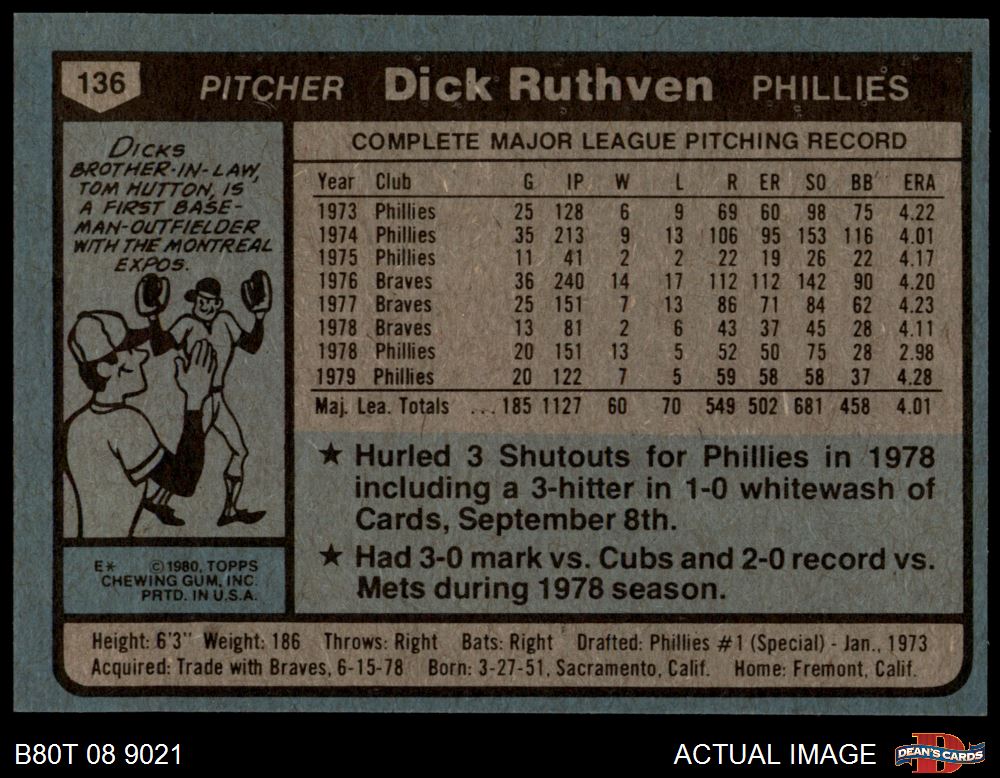 136 PITCHER Dick Ruthven PHILLIES
DICKS
BROTHER-IN-LAW,
TOM HUTTON, IS
A FIRST BASE-
MAN-OUTFIELDER
WITH THE MONTREAL
EXPOS.
COMPLETE MAJOR LEAGUE PITCHING RECORD
Year Club G IP W L R ER SO BB ERA
1973 Phillies 25 128 6 9 69 60 98 75 4.22
1974 Phillies 35 213 9 13 106 95 153 116 4.01
1975 Phillies 11 41 2 2 22 19 26 22 4.17
1976 Braves 36 240 14 17 112 112 142 90 4.20
1977 Braves 25 151 7 13 86 71 84 62 4.23
1978 Braves 13 81 2 6 43 37 45 28 4.11
1978 Phillies 20 151 13 5 52 50 75 28 2.98
1979 Phillies 20 122 7 5 59 58 58 37 4.28
Maj. Lea. Totals ...185 1127 60 70 549 502 681 458 4.01
★ Hurled 3 Shutouts for Phillies in 1978
including a 3-hitter in 1-0 whitewash of
Cards, September 8th.
★ Had 3-0 mark vs. Cubs and 2-0 record vs.
Mets during 1978 season.
E* ©1980, TOPPS
CHEWING GUM, INC.
PRTD. IN U.S.A.
Height: 6'3" Weight: 186 Throws: Right Bats: Right Drafted: Phillies #1 (Special) - Jan., 1973
Acquired: Trade with Braves, 6-15-78 Born: 3-27-51, Sacramento, Calif. Home: Fremont, Calif.
B80T 08 9021 ACTUAL IMAGE DEAN'S CARDS